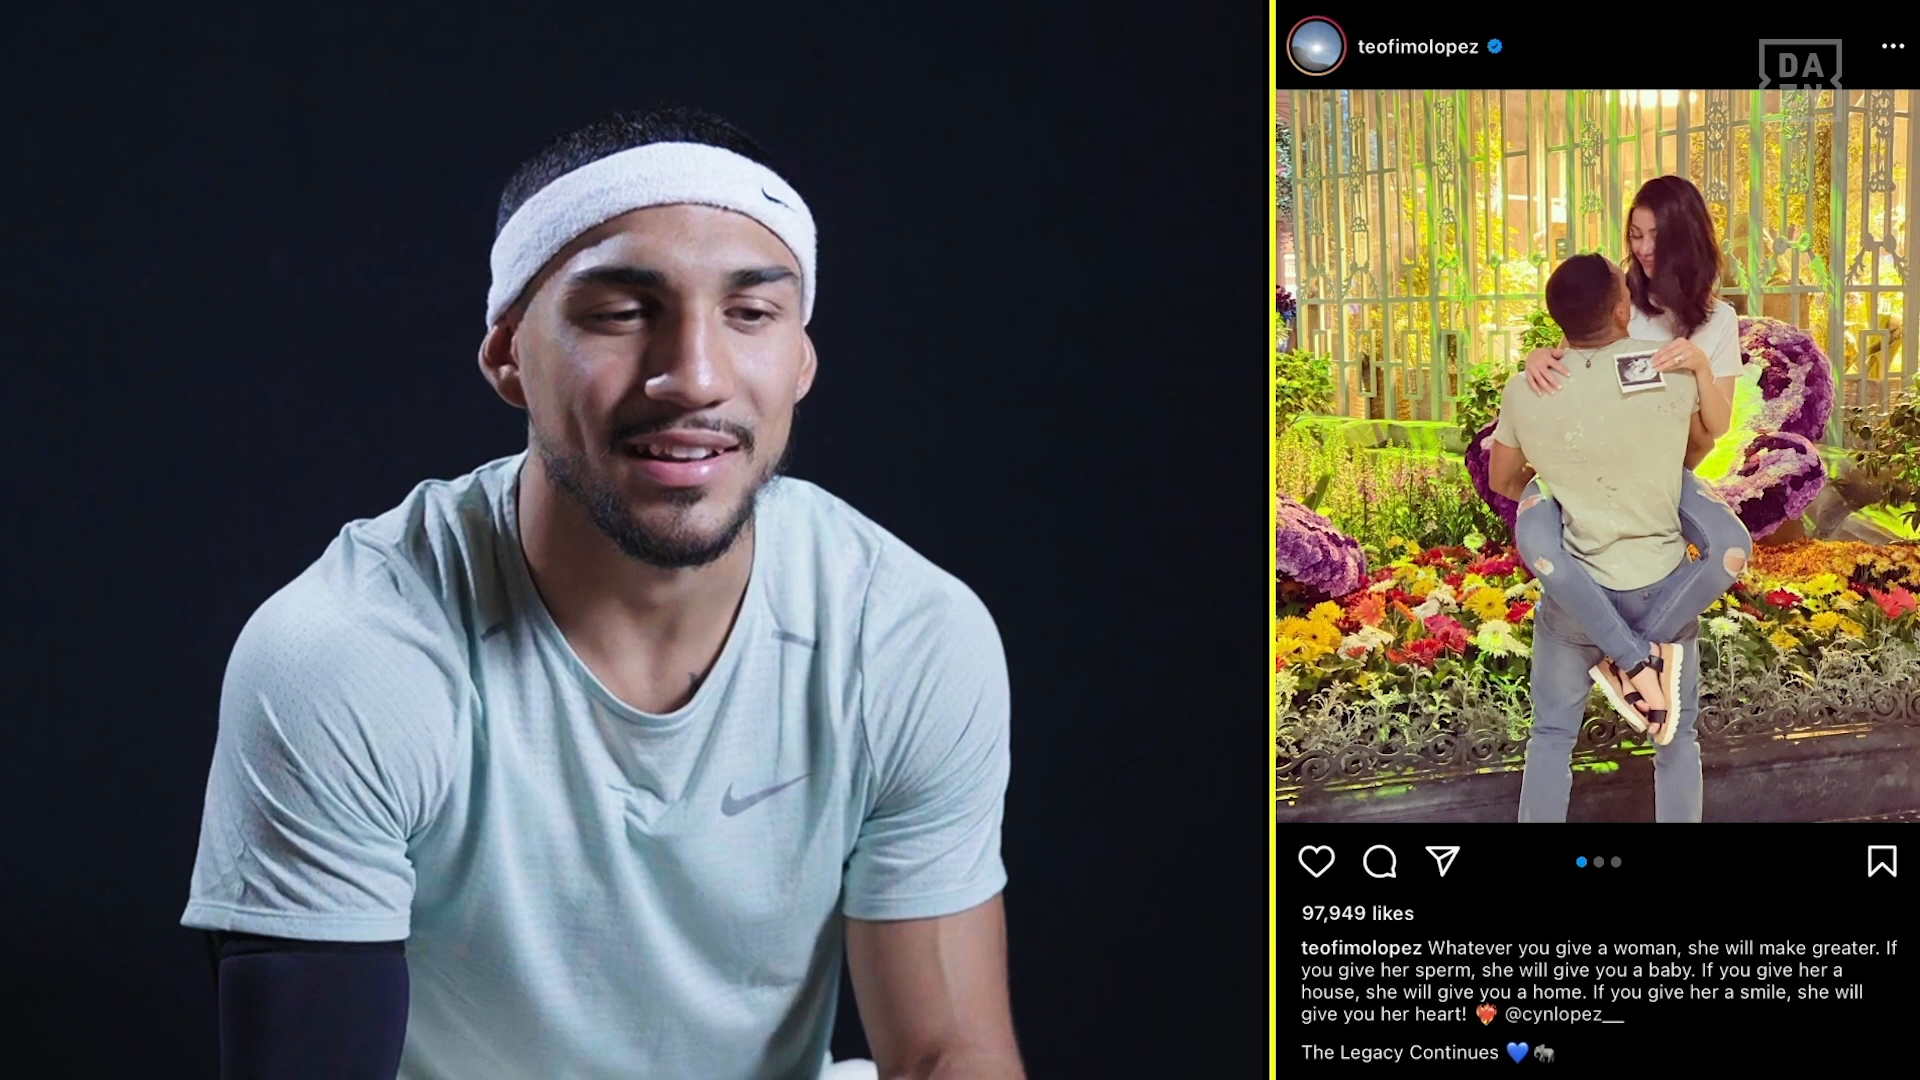 teofimolopez
DAZN
97,949 likes
teofimolopez Whatever you give a woman, she will make greater. If
you give her sperm, she will give you a baby. If you give her a
house, she will give you a home. If you give her a smile, she will
give you her heart! ❤️‍🔥 @cynlopez__
The Legacy Continues 💙🐘